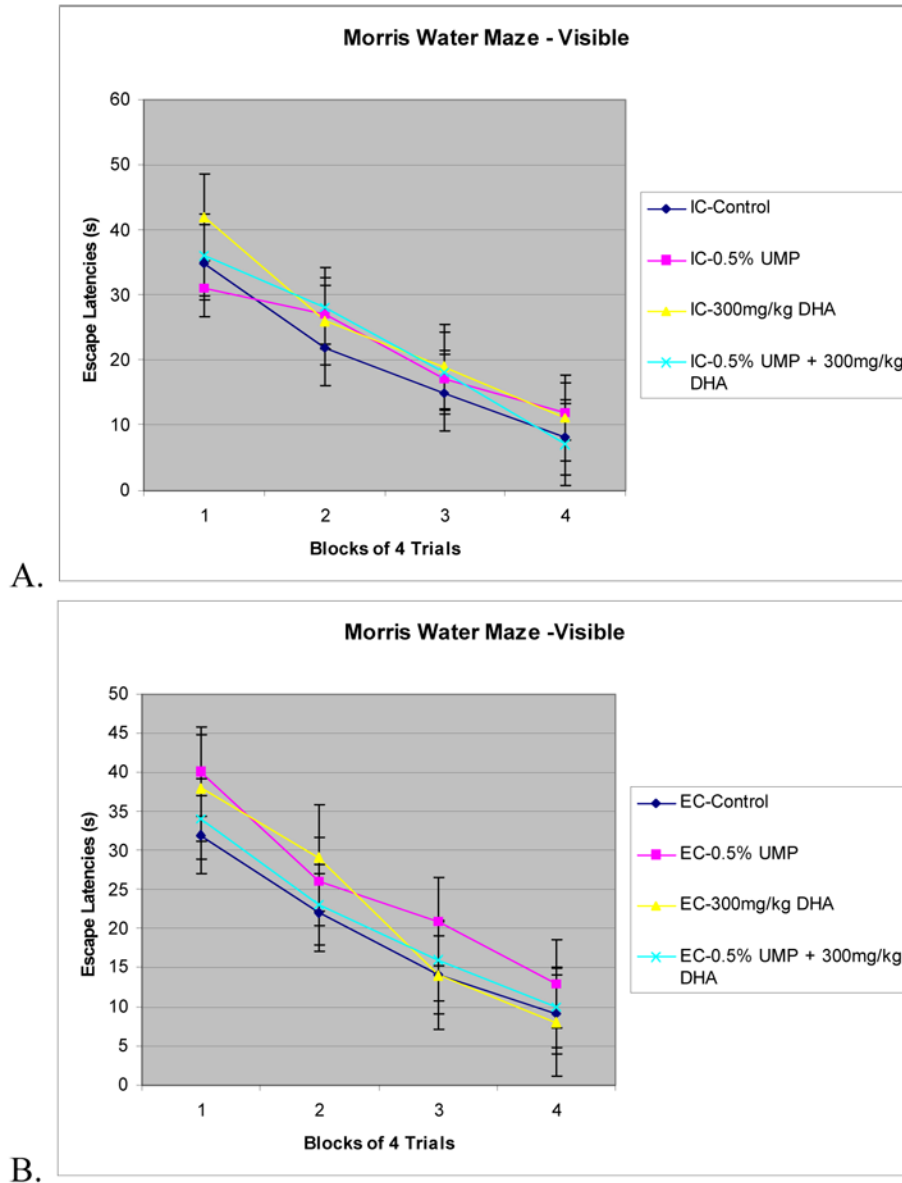 Morris Water Maze - Visible
60
50
40
30
20
10
0
Escape Latencies (s)
1 2 3 4
Blocks of 4 Trials
IC-Control
IC-0.5% UMP
IC-300mg/kg DHA
IC-0.5% UMP + 300mg/kg
DHA
A.
Morris Water Maze -Visible
50
45
40
35
30
25
20
15
10
5
0
Escape Latencies (s)
1 2 3 4
Blocks of 4 Trials
EC-Control
EC-0.5% UMP
EC-300mg/kg DHA
EC-0.5% UMP + 300mg/kg
DHA
B.